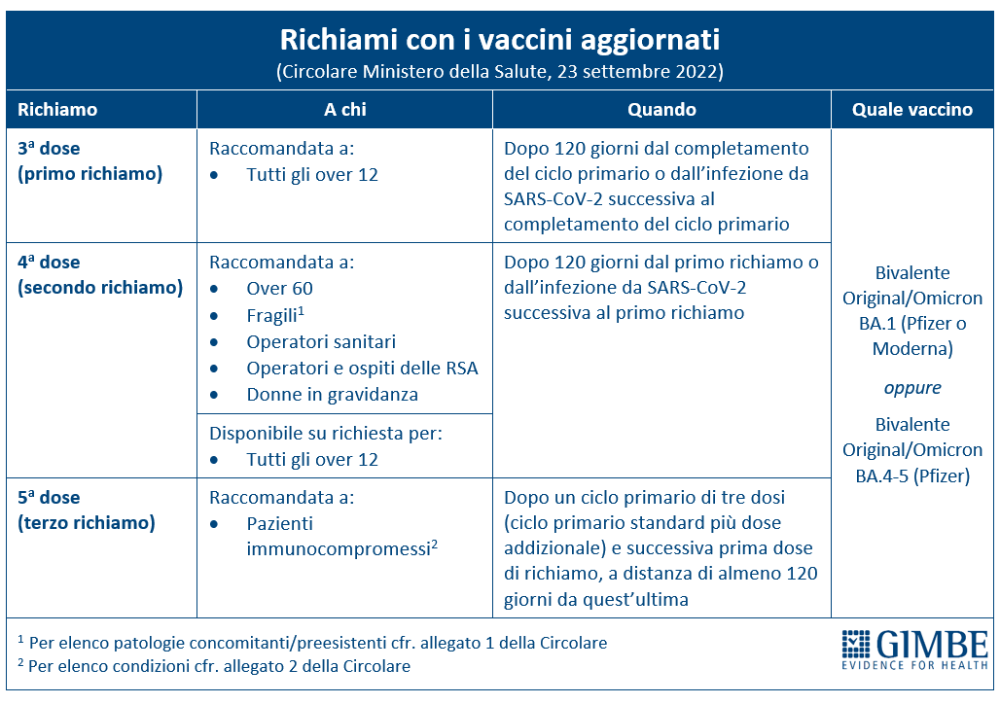 Richiami con i vaccini aggiornati
(Circolare Ministero della Salute, 23 settembre 2022)
Richiamo
A chi
Quando
Quale vaccino
3ª dose
(primo richiamo)
Raccomandata a:
• Tutti gli over 12
Dopo 120 giorni dal completamento
del ciclo primario o dall’infezione da
SARS-CoV-2 successiva al
completamento del ciclo primario
4ª dose
(secondo richiamo)
Raccomandata a:
• Over 60
• Fragili¹
• Operatori sanitari
• Operatori e ospiti delle RSA
• Donne in gravidanza
Disponibile su richiesta per:
• Tutti gli over 12
Dopo 120 giorni dal primo richiamo o
dall’infezione da SARS-CoV-2
successiva al primo richiamo
5ª dose
(terzo richiamo)
Raccomandata a:
• Pazienti
immunocompromessi²
Dopo un ciclo primario di tre dosi
(ciclo primario standard più dose
addizionale) e successiva prima dose
di richiamo, a distanza di almeno 120
giorni da quest’ultima
Bivalente
Original/Omicron
BA.1 (Pfizer o
Moderna)
oppure
Bivalente
Original/Omicron
BA.4-5 (Pfizer)
¹ Per elenco patologie concomitanti/preesistenti cfr. allegato 1 della Circolare
² Per elenco condizioni cfr. allegato 2 della Circolare
GIMBE
EVIDENCE FOR HEALTH